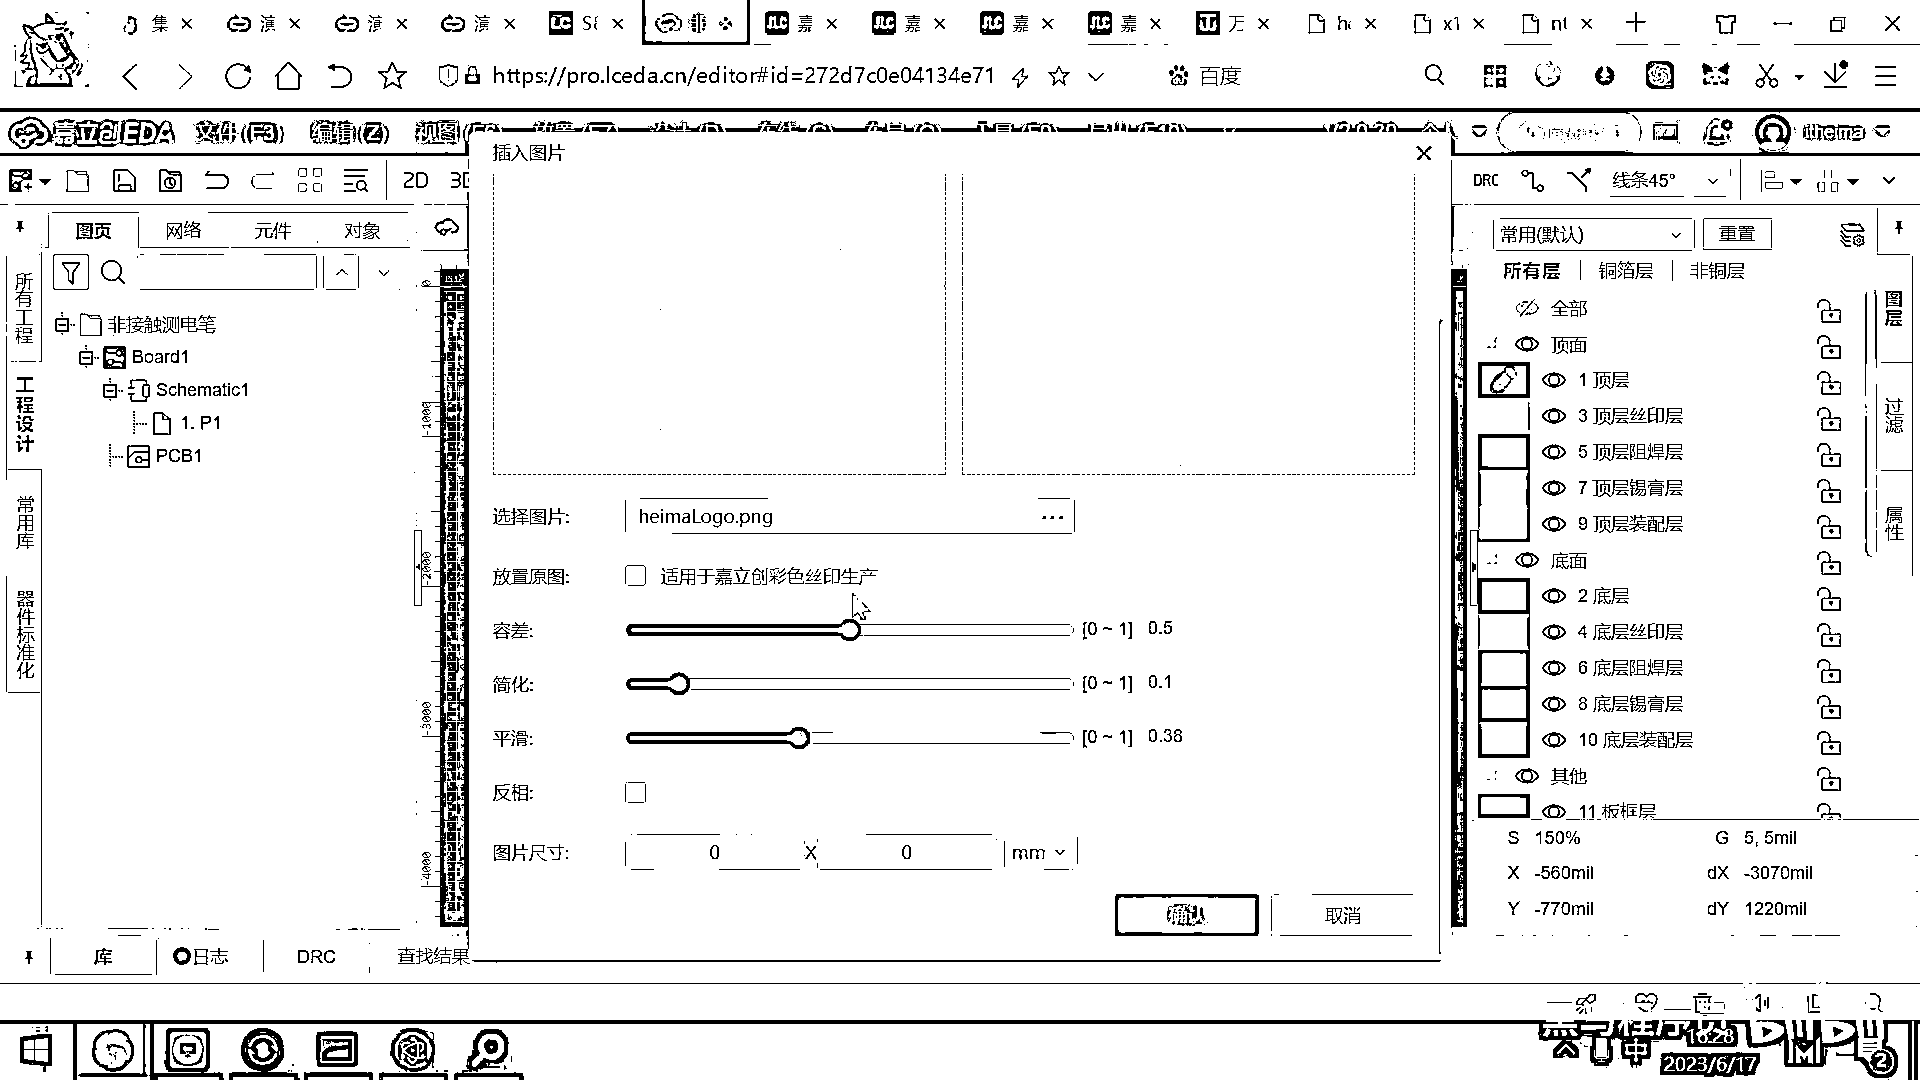 集
演
演
演
嘉
嘉
嘉
嘉
万
https://pro.lceda.cn/editor#id=272d7c0e04134e71
百度
嘉立创EDA 文件(F3) 编辑(Z)
ithema
2D
DRC
线条45°
图页 网络 元件 对象
所有工程
工程设计
常用库
器件标准化
非接触测电笔
Board1
Schematic1
1. P1
PCB1
插入图片
选择图片: heimaLogo.png ...
放置原图: 适用于嘉立创彩色丝印生产
容差: [0 ~ 1] 0.5
简化: [0 ~ 1] 0.1
平滑: [0 ~ 1] 0.38
反相:
图片尺寸: 0 X 0 mm
确认 取消
常用(默认) 重置
所有层 铜箔层 非铜层
全部
顶面
1 顶层
3 顶层丝印层
5 顶层阻焊层
7 顶层锡膏层
9 顶层装配层
底面
2 底层
4 底层丝印层
6 底层阻焊层
8 底层锡膏层
10 底层装配层
其他
11 板框层
图层
过滤
属性
S 150% G 5, 5mil
X -560mil dX -3070mil
Y -770mil dY 1220mil
0
-1000
-2000
-3000
-4000
库 日志 DRC 查找结果
中
16:28
2023/6/17
2